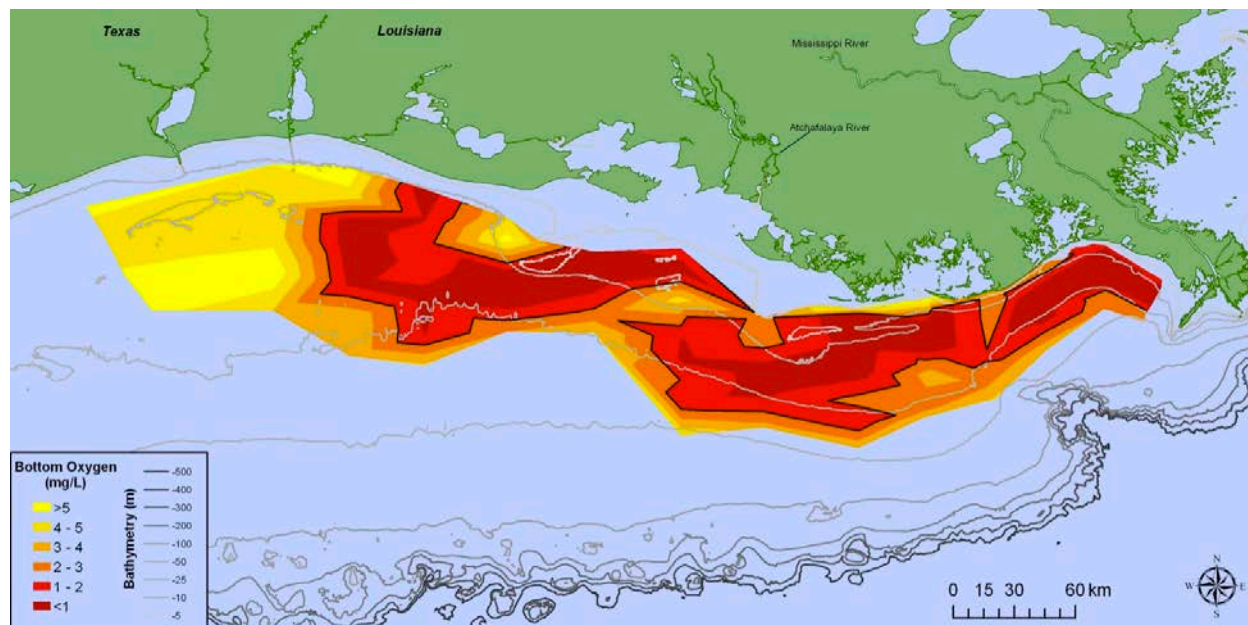 Texas
Louisiana
Mississippi River
Atchafalaya River
Bottom Oxygen
(mg/L)
>5
4 - 5
3 - 4
2 - 3
1 - 2
<1
Bathymetry (m)
-500
-400
-300
-200
-100
-50
-25
-10
-5
0 15 30 60 km
N
W E
S